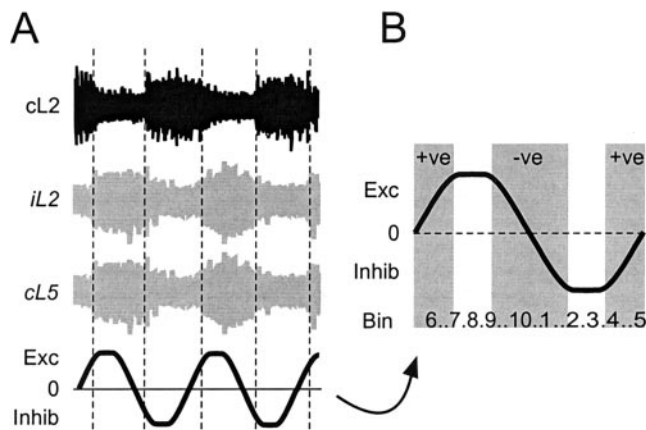 A
B
cL2
iL2
cL5
Exc
0
Inhib
+ve -ve +ve
Exc
0
Inhib
Bin 6..7.8.9..10.1..2.3.4..5